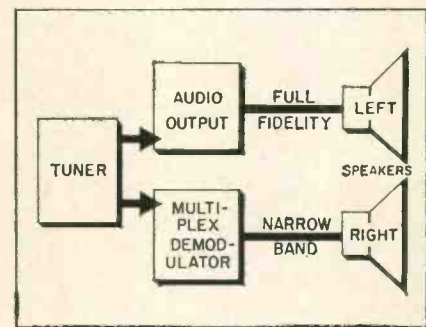 TUNER
AUDIO
OUTPUT
FULL
FIDELITY
LEFT
SPEAKERS
MULTI-
PLEX
DEMOD-
ULATOR
NARROW
BAND
RIGHT